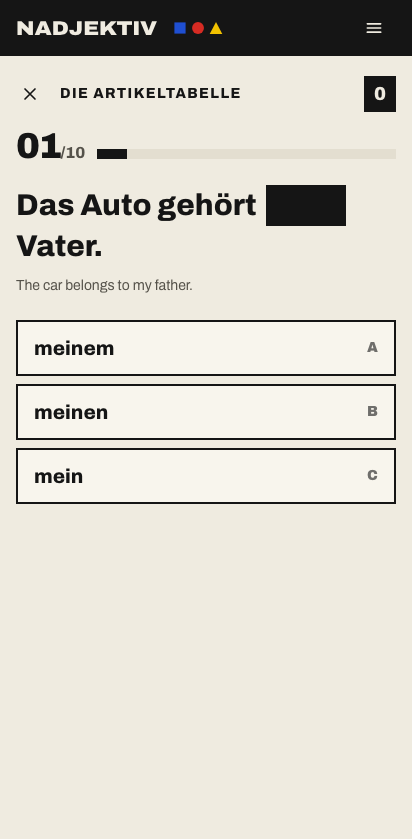 NADJEKTIV
DIE ARTIKELTABELLE
0
01/10
Das Auto gehört
Vater.
The car belongs to my father.
meinem A
meinen B
mein C